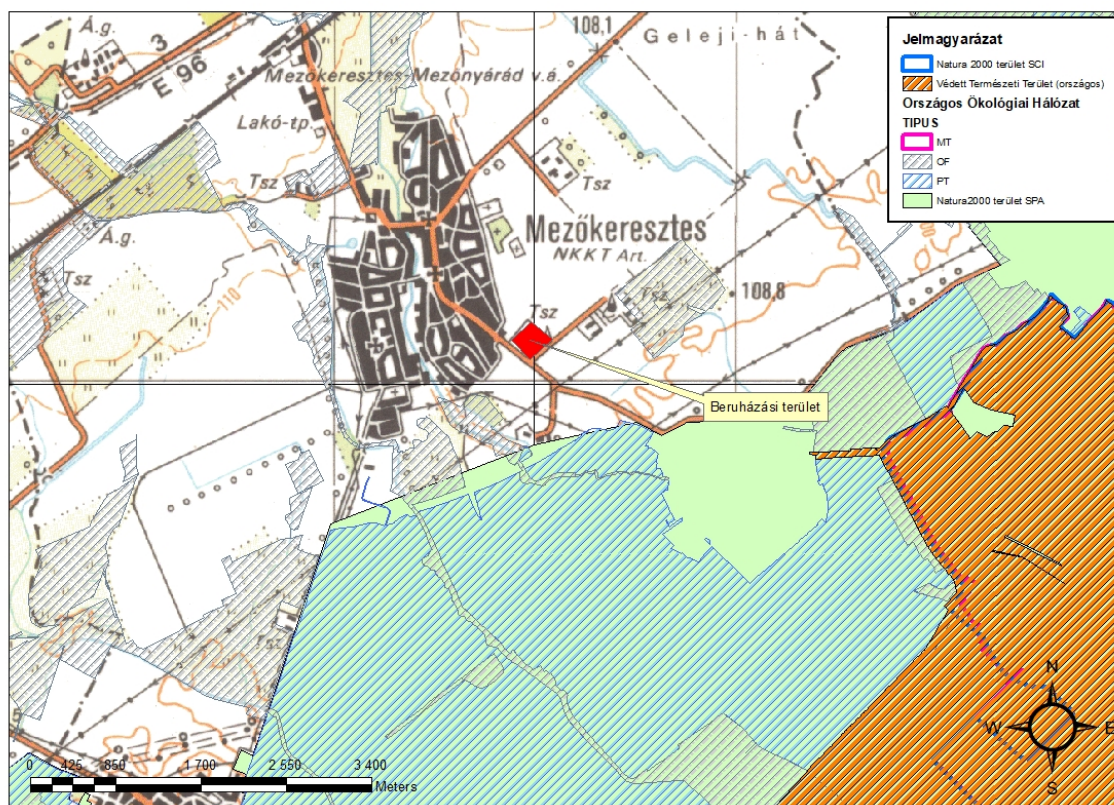 Á.g.
3
E 96
108,1
Geleji-hát
Mezőkeresztes-Mezőnyárád v.á.
Lakó-tp.
Tsz
Tsz
Mezőkeresztes
NKKT Art.
Á.g.
Tsz
110
Tsz
Tsz
108,8
Beruházási terület
Tsz
Jelmagyarázat
Natura 2000 terület SCI
Védett Természeti Terület (országos)
Országos Ökológiai Hálózat
TIPUS
MT
OF
PT
Natura2000 terület SPA
N
W
E
S
0 425 850 1 700 2 550 3 400
Meters